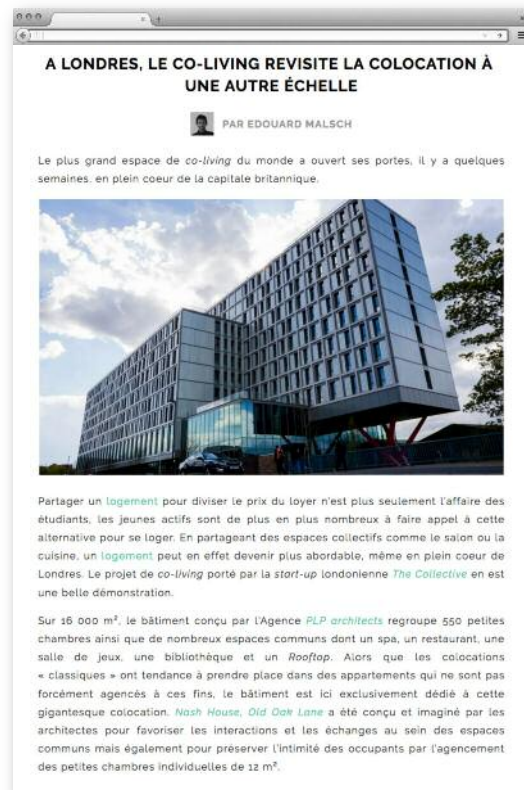 A LONDRES, LE CO-LIVING REVISITE LA COLOCATION À
UNE AUTRE ÉCHELLE
PAR EDOUARD MALSCH
Le plus grand espace de co-living du monde a ouvert ses portes, il y a quelques
semaines, en plein coeur de la capitale britannique.
Partager un logement pour diviser le prix du loyer n'est plus seulement l'affaire des
étudiants, les jeunes actifs sont de plus en plus nombreux à faire appel à cette
alternative pour se loger. En partageant des espaces collectifs comme le salon ou la
cuisine, un logement peut en effet devenir plus abordable, même en plein coeur de
Londres. Le projet de co-living porté par la start-up londonienne The Collective en est
une belle démonstration.
Sur 16 000 m², le bâtiment conçu par l'Agence PLP architects regroupe 550 petites
chambres ainsi que de nombreux espaces communs dont un spa, un restaurant, une
salle de jeux, une bibliothèque et un Rooftop. Alors que les colocations
« classiques » ont tendance à prendre place dans des appartements qui ne sont pas
forcément agencés à ces fins, le bâtiment est ici exclusivement dédié à cette
gigantesque colocation. Nash House, Old Oak Lane a été conçu et imaginé par les
architectes pour favoriser les interactions et les échanges au sein des espaces
communs mais également pour préserver l'intimité des occupants par l'agencement
des petites chambres individuelles de 12 m².